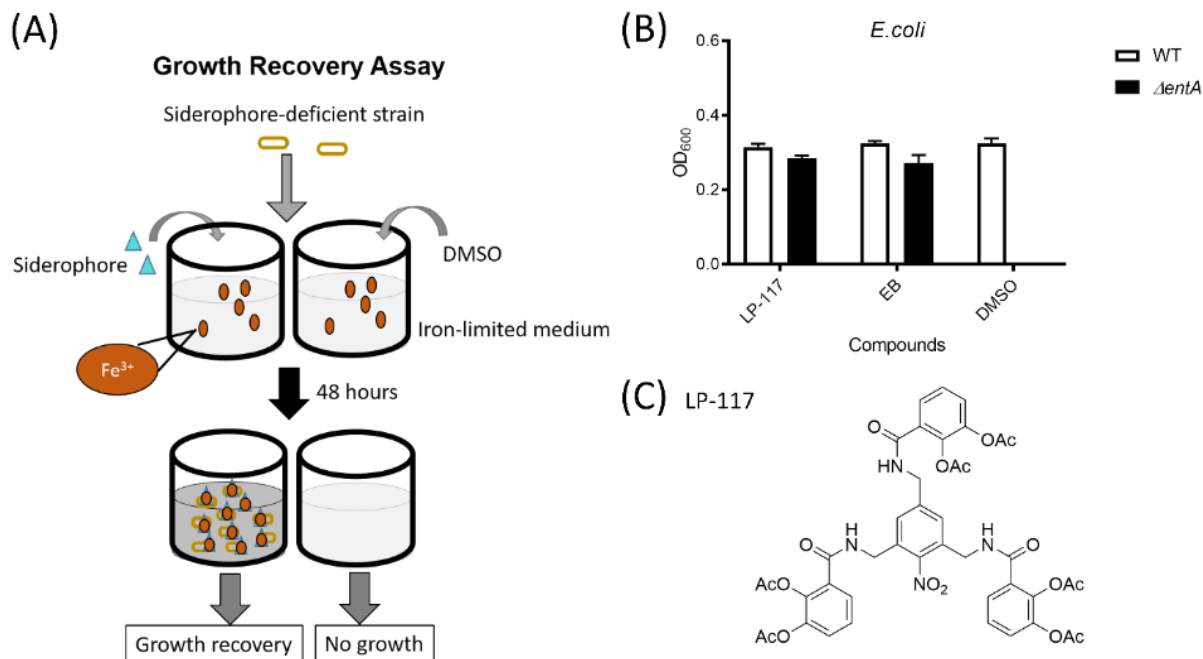 (A)
Growth Recovery Assay
Siderophore-deficient strain
Siderophore
DMSO
Iron-limited medium
Fe³⁺
48 hours
Growth recovery
No growth
(B)
E.coli
WT
ΔentA
OD₆₀₀
0.6
0.4
0.2
0.0
LP-117
EB
DMSO
Compounds
(C) LP-117
O
OAc
HN
OAc
O
H
N
NO₂
H
N
O
AcO
AcO
OAc
OAc